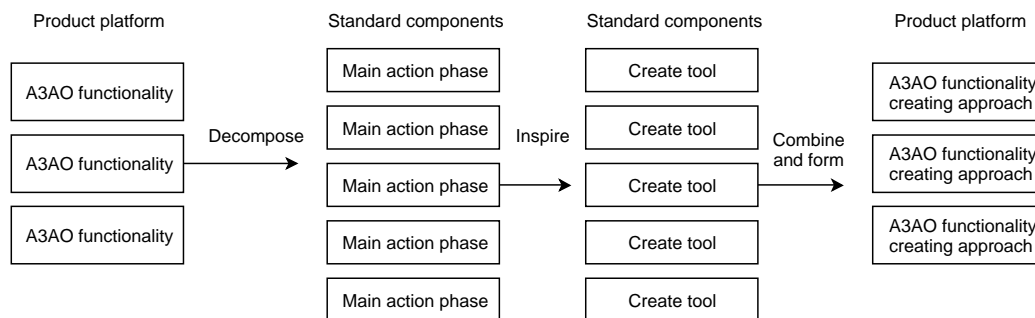 Product platform
A3AO functionality
A3AO functionality
A3AO functionality
Decompose
Standard components
Main action phase
Main action phase
Main action phase
Main action phase
Main action phase
Inspire
Standard components
Create tool
Create tool
Create tool
Create tool
Create tool
Combine
and form
Product platform
A3AO functionality
creating approach
A3AO functionality
creating approach
A3AO functionality
creating approach